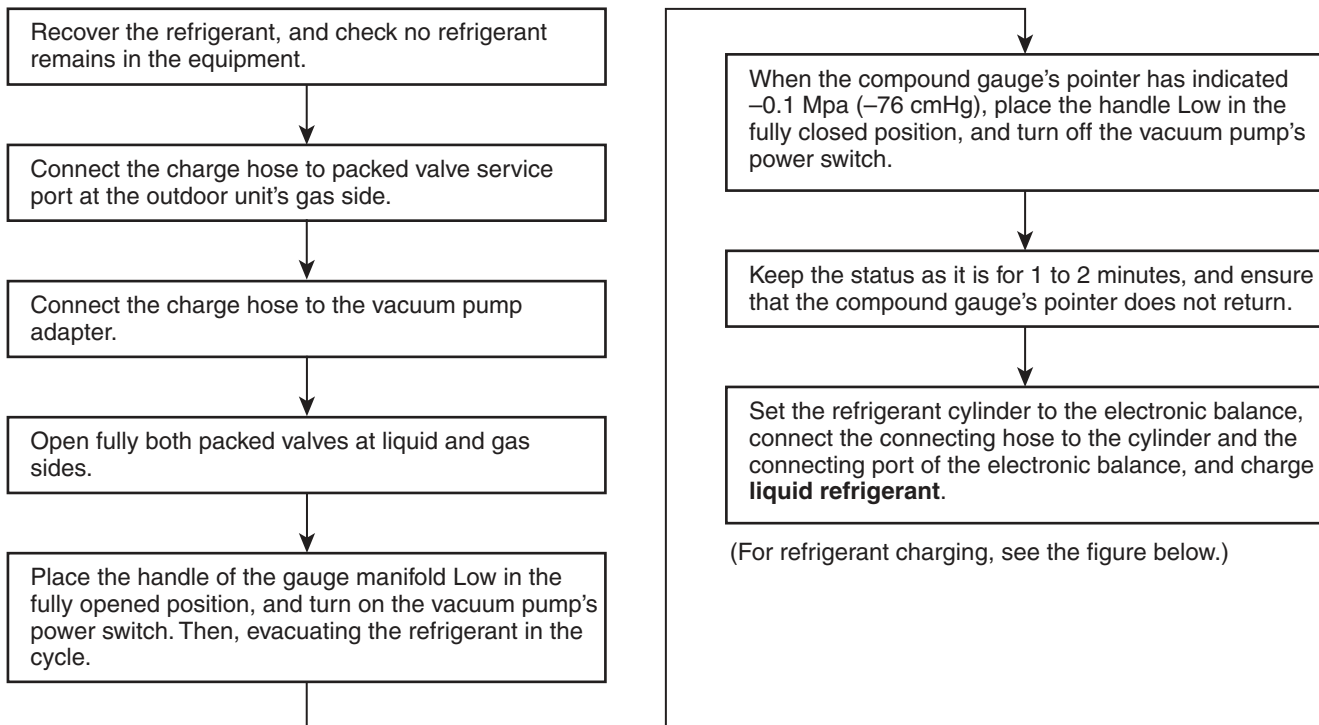 Recover the refrigerant, and check no refrigerant
remains in the equipment.
Connect the charge hose to packed valve service
port at the outdoor unit’s gas side.
Connect the charge hose to the vacuum pump
adapter.
Open fully both packed valves at liquid and gas
sides.
Place the handle of the gauge manifold Low in the
fully opened position, and turn on the vacuum pump’s
power switch. Then, evacuating the refrigerant in the
cycle.
When the compound gauge’s pointer has indicated
–0.1 Mpa (–76 cmHg), place the handle Low in the
fully closed position, and turn off the vacuum pump’s
power switch.
Keep the status as it is for 1 to 2 minutes, and ensure
that the compound gauge’s pointer does not return.
Set the refrigerant cylinder to the electronic balance,
connect the connecting hose to the cylinder and the
connecting port of the electronic balance, and charge
liquid refrigerant.
(For refrigerant charging, see the figure below.)